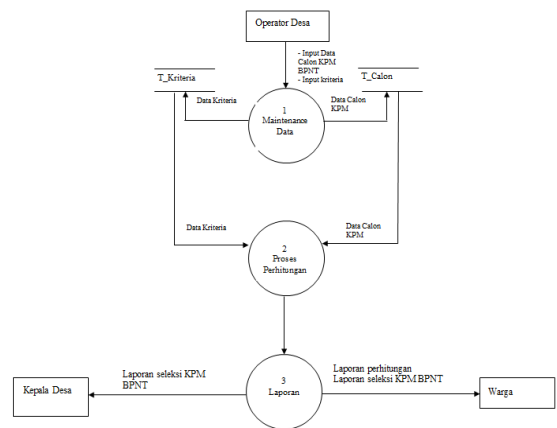 Operator Desa
- Input Data
Calon KPM
BPNT
- Input kriteria
T_Kriteria
T_Calon
Data Kriteria
1
Maintenance
Data
Data Calon
KPM
Data Kriteria
Data Calon
KPM
2
Proses
Perhitungan
Laporan seleksi KPM
BPNT
3
Laporan
Laporan perhitungan
Laporan seleksi KPM BPNT
Kepala Desa
Warga